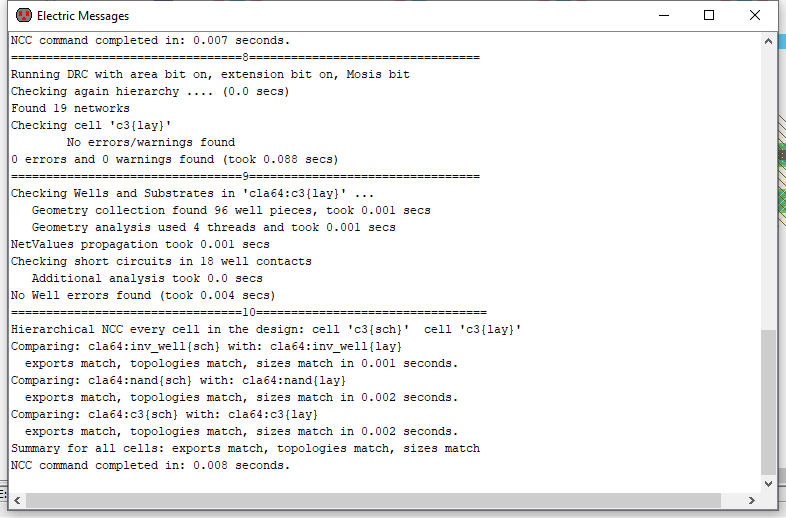 Electric Messages
NCC command completed in: 0.007 seconds.
=================================8=================================
Running DRC with area bit on, extension bit on, Mosis bit
Checking again hierarchy .... (0.0 secs)
Found 19 networks
Checking cell 'c3{lay}'
        No errors/warnings found
0 errors and 0 warnings found (took 0.088 secs)
=================================9=================================
Checking Wells and Substrates in 'cla64:c3{lay}' ...
   Geometry collection found 96 well pieces, took 0.001 secs
   Geometry analysis used 4 threads and took 0.001 secs
NetValues propagation took 0.001 secs
Checking short circuits in 18 well contacts
   Additional analysis took 0.0 secs
No Well errors found (took 0.004 secs)
=================================10=================================
Hierarchical NCC every cell in the design: cell 'c3{sch}'  cell 'c3{lay}'
Comparing: cla64:inv_well{sch} with: cla64:inv_well{lay}
  exports match, topologies match, sizes match in 0.001 seconds.
Comparing: cla64:nand{sch} with: cla64:nand{lay}
  exports match, topologies match, sizes match in 0.002 seconds.
Comparing: cla64:c3{sch} with: cla64:c3{lay}
  exports match, topologies match, sizes match in 0.002 seconds.
Summary for all cells: exports match, topologies match, sizes match
NCC command completed in: 0.008 seconds.